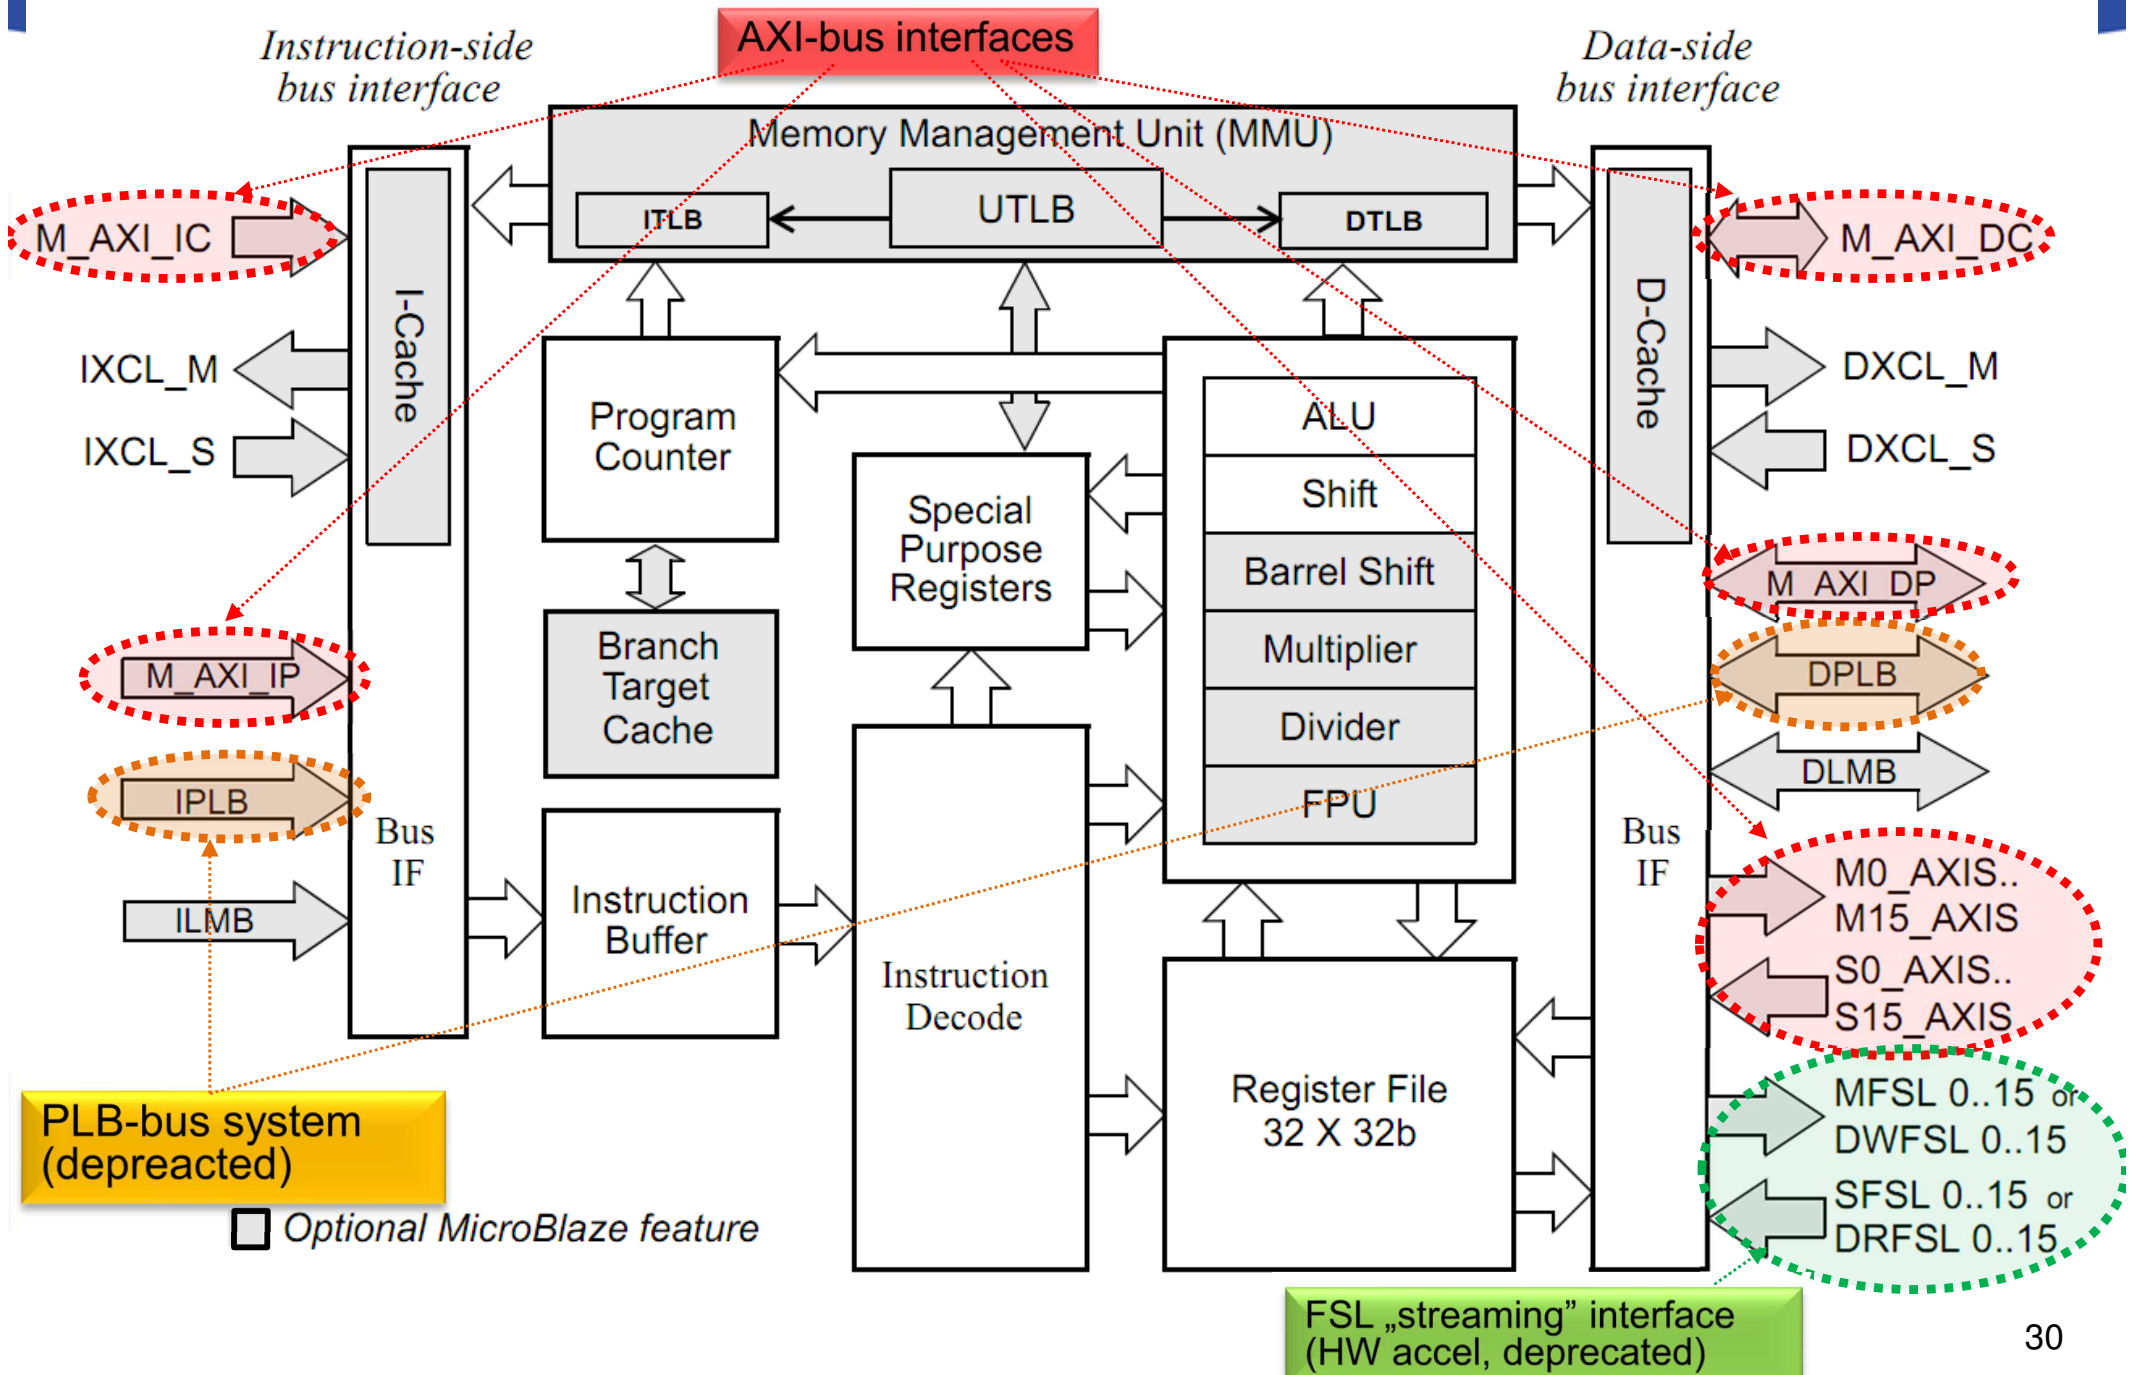 AXI-bus interfaces
Instruction-side
bus interface
Data-side
bus interface
Memory Management Unit (MMU)
ITLB
UTLB
DTLB
M_AXI_IC
IXCL_M
IXCL_S
M_AXI_IP
IPLB
ILMB
I-Cache
Bus
IF
Program
Counter
Branch
Target
Cache
Instruction
Buffer
Special
Purpose
Registers
Instruction
Decode
ALU
Shift
Barrel Shift
Multiplier
Divider
FPU
Register File
32 X 32b
D-Cache
Bus
IF
M_AXI_DC
DXCL_M
DXCL_S
M_AXI_DP
DPLB
DLMB
M0_AXIS..
M15_AXIS
S0_AXIS..
S15_AXIS
MFSL 0..15 or
DWFSL 0..15
SFSL 0..15 or
DRFSL 0..15
PLB-bus system
(depreacted)
Optional MicroBlaze feature
FSL „streaming” interface
(HW accel, deprecated)
30